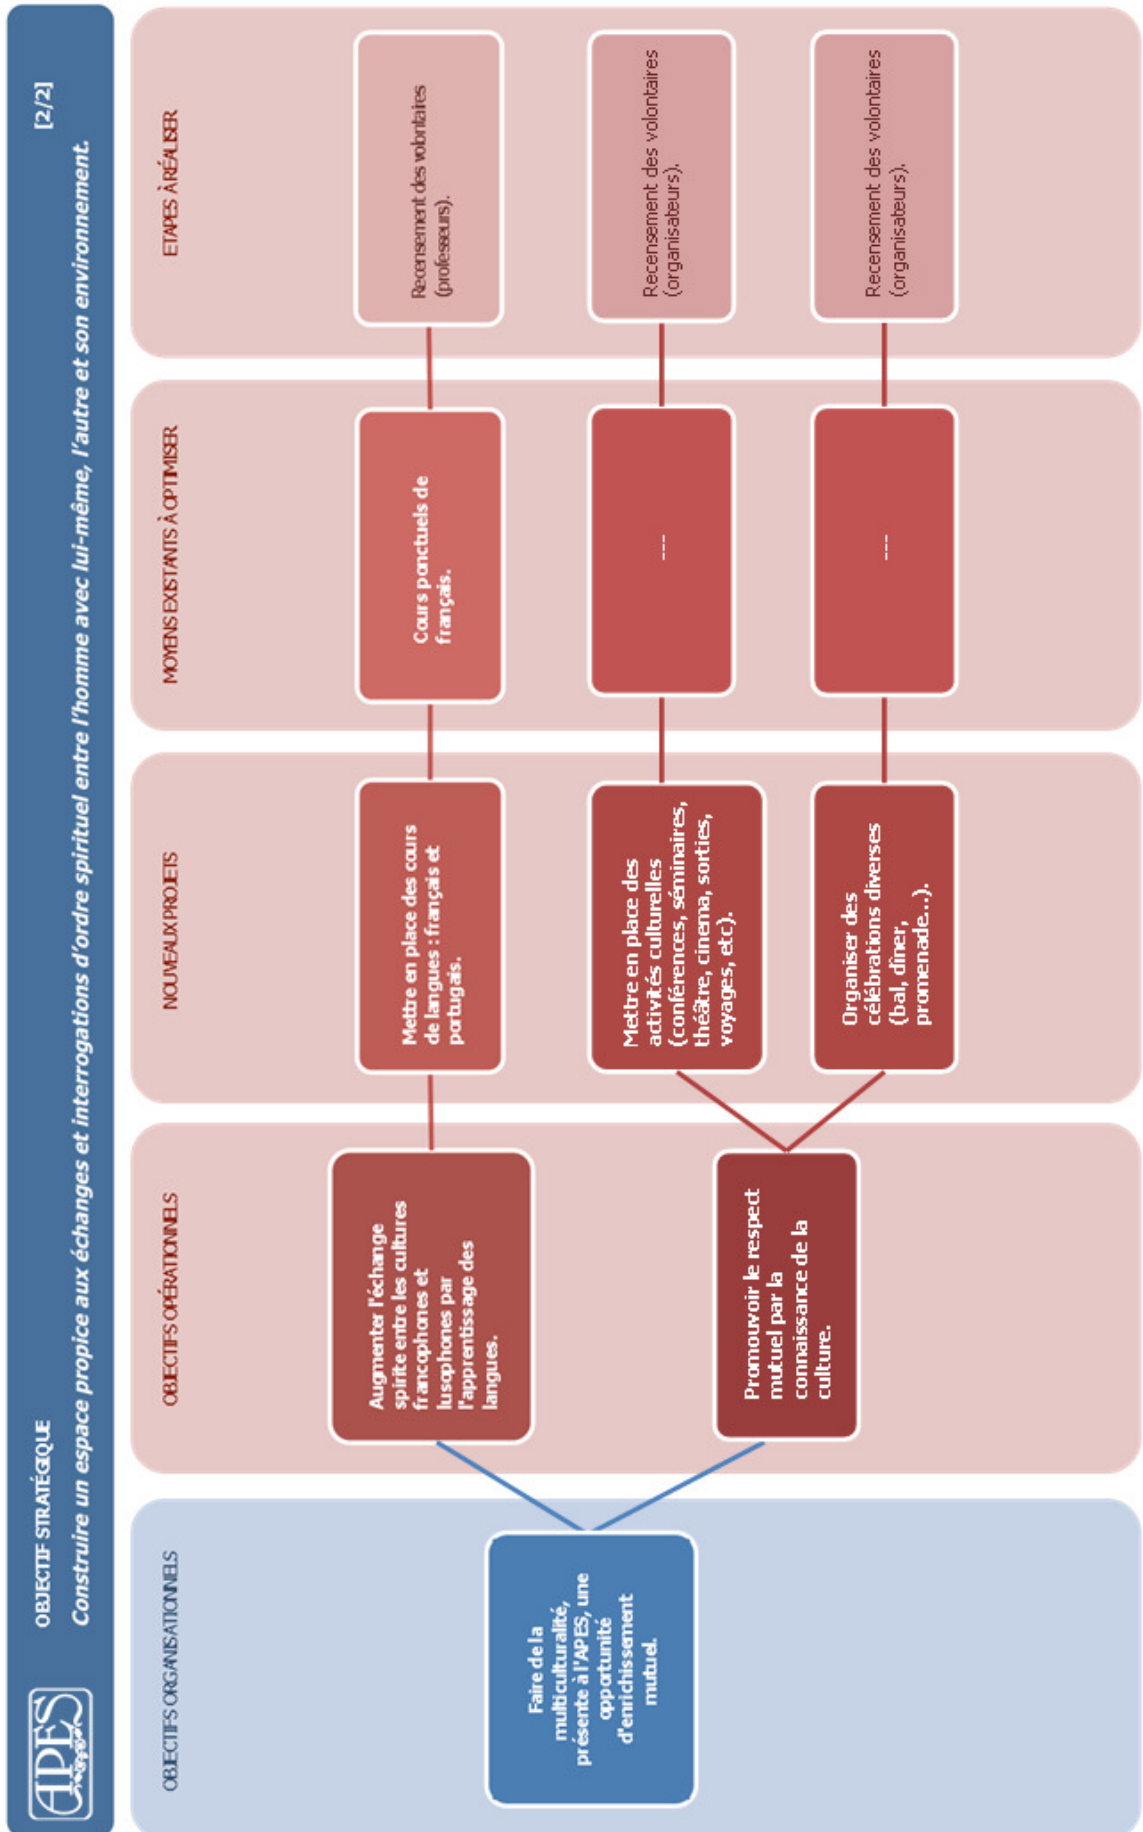 APES
OBJECTIF STRATÉGIQUE [2/2]
Construire un espace propice aux échanges et interrogations d'ordre spirituel entre l'homme avec lui-même, l'autre et son environnement.
OBJECTIFS ORGANISATIONNELS
Faire de la
multiculturalité,
présente à l'APES, une
opportunité
d'enrichissement
mutuel.
OBJECTIFS OPÉRATIONNELS
Augmenter l'échange
spirite entre les cultures
francophones et
lusophones par
l'apprentissage des
langues.
Promouvoir le respect
mutuel par la
connaissance de la
culture.
NOUVEAUX PROJETS
Mettre en place des cours
de langues : français et
portugais.
Mettre en place des
activités culturelles
(conférences, séminaires,
théâtre, cinema, sorties,
voyages, etc).
Organiser des
célébrations diverses
(bal, dîner,
promenade...).
MOYENS EXISTANTS À OPTIMISER
Cours ponctuels de
français.
---
---
ETAPES À RÉALISER
Recensement des volontaires
(professeurs).
Recensement des volontaires
(organisateurs).
Recensement des volontaires
(organisateurs).